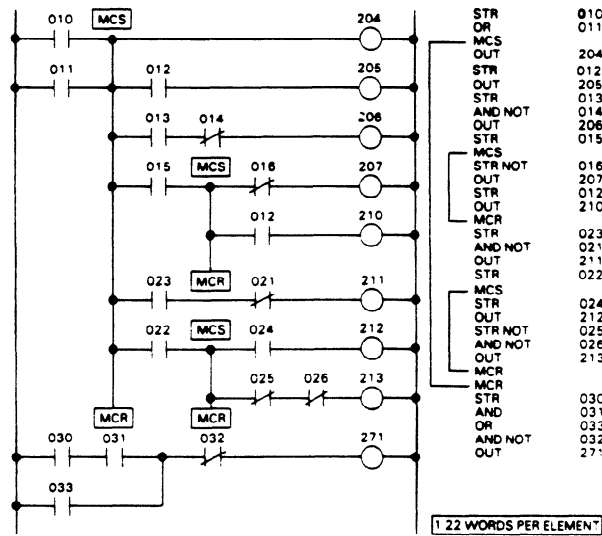 010 MCS 204
011 012 205
013 014 206
015 MCS 016 207
012 210
MCR
023 021 211
022 MCS 024 212
025 026 213
MCR MCR
030 031 032 271
033
STR 010
OR 011
MCS
OUT 204
STR 012
OUT 205
STR 013
AND NOT 014
OUT 206
STR 015
MCS
STR NOT 016
OUT 207
STR 012
OUT 210
MCR
STR 023
AND NOT 021
OUT 211
STR 022
MCS
STR 024
OUT 212
STR NOT 025
AND NOT 026
OUT 213
MCR
MCR
STR 030
AND 031
OR 033
AND NOT 032
OUT 271
1 22 WORDS PER ELEMENT